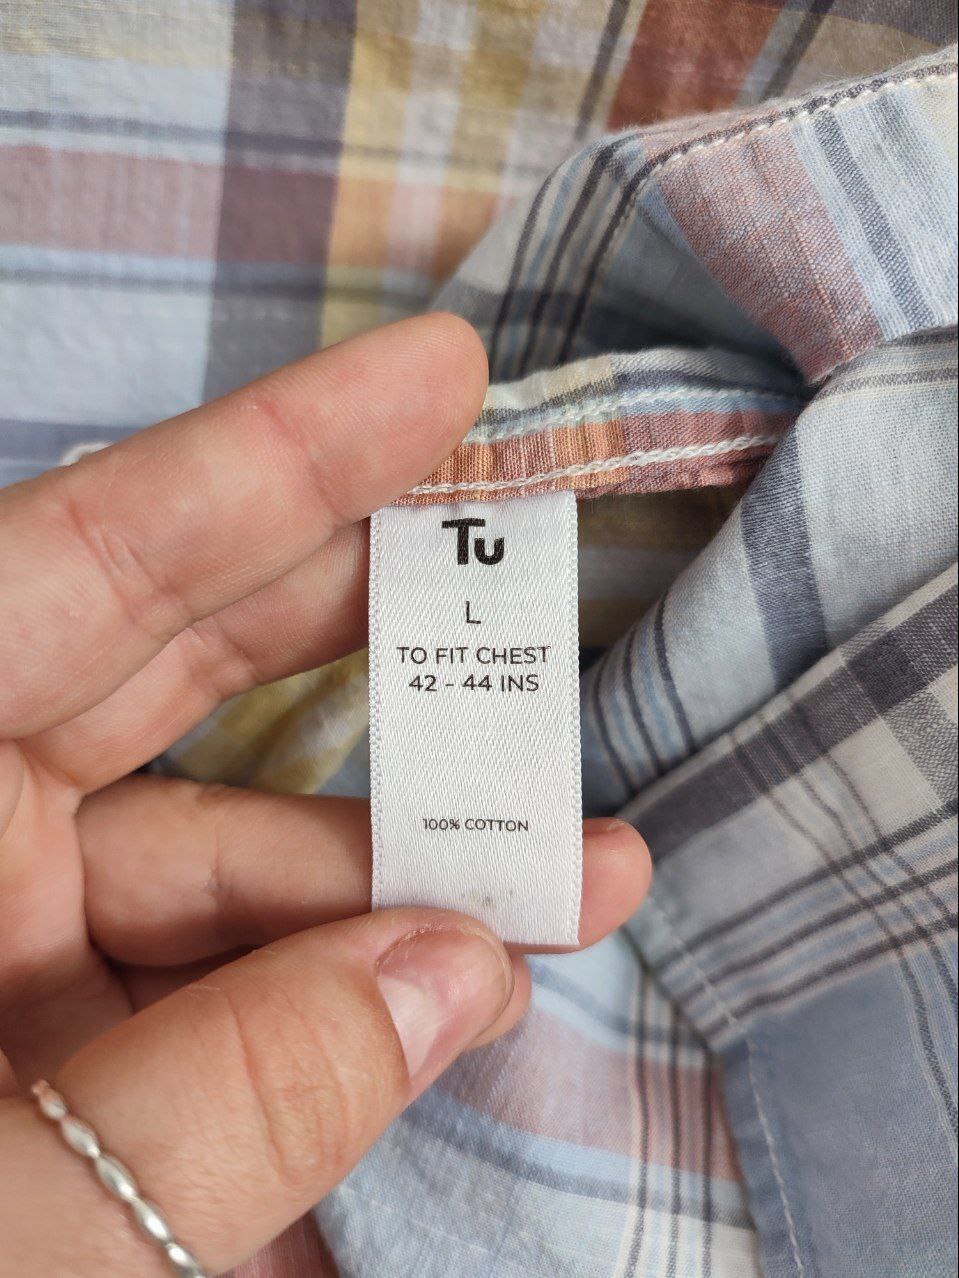 Tu
L
TO FIT CHEST
42 - 44 INS
100% COTTON